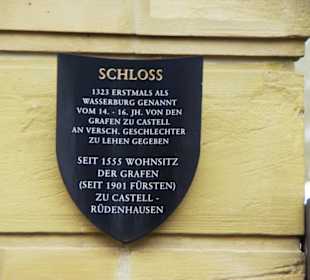 SCHLOSS
1323 ERSTMALS ALS
WASSERBURG GENANNT
VOM 14. - 16. JH. VON DEN
GRAFEN ZU CASTELL
AN VERSCH. GESCHLECHTER
ZU LEHEN GEGEBEN
SEIT 1555 WOHNSITZ
DER GRAFEN
(SEIT 1901 FÜRSTEN)
ZU CASTELL -
RÜDENHAUSEN